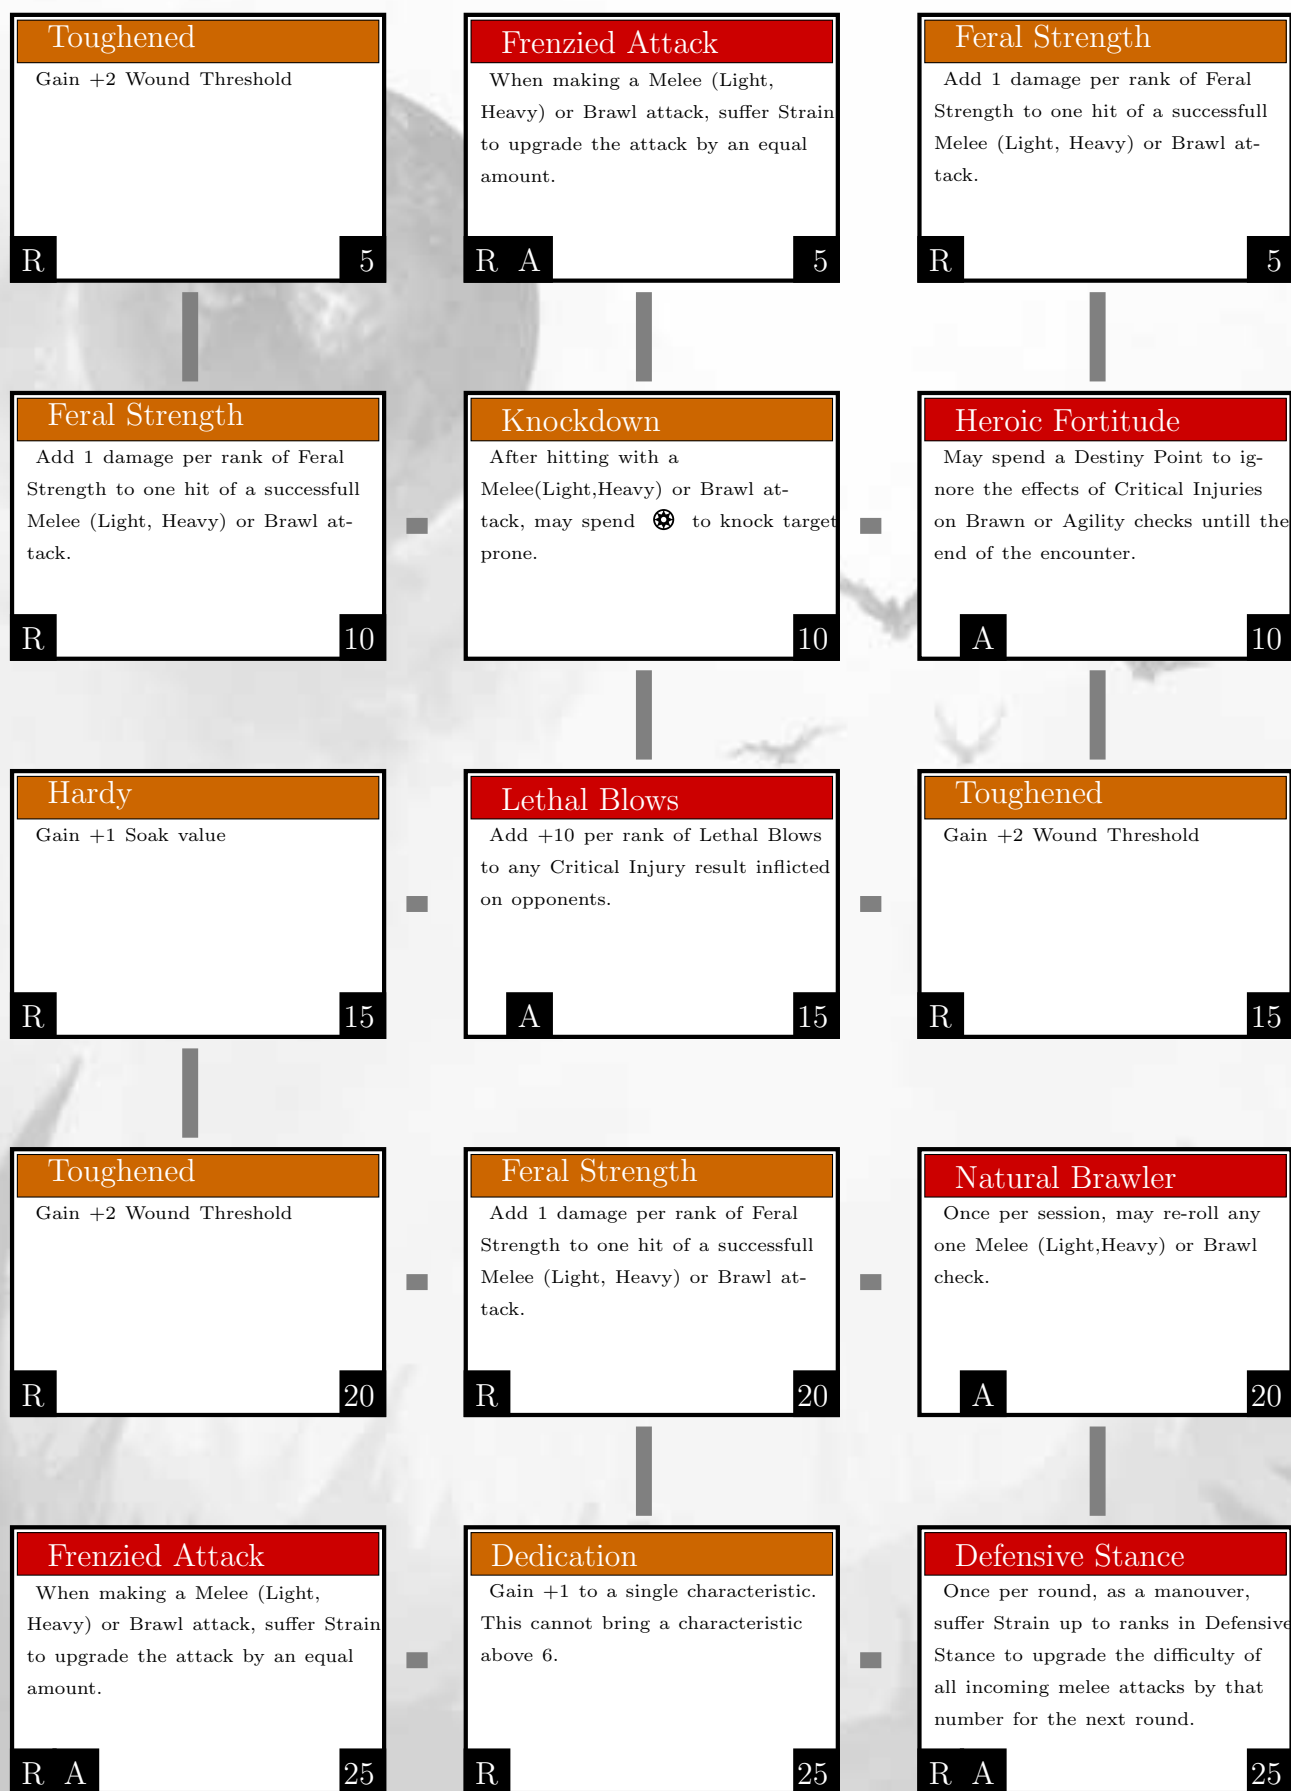 Toughened
Gain +2 Wound Threshold
R
5
Frenzied Attack
When making a Melee (Light,
Heavy) or Brawl attack, suffer Strain
to upgrade the attack by an equal
amount.
R A
5
Feral Strength
Add 1 damage per rank of Feral
Strength to one hit of a successfull
Melee (Light, Heavy) or Brawl at-
tack.
R
5
Feral Strength
Add 1 damage per rank of Feral
Strength to one hit of a successfull
Melee (Light, Heavy) or Brawl at-
tack.
R
10
Knockdown
After hitting with a
Melee(Light,Heavy) or Brawl at-
tack, may spend to knock target
prone.
10
Heroic Fortitude
May spend a Destiny Point to ig-
nore the effects of Critical Injuries
on Brawn or Agility checks untill the
end of the encounter.
A
10
Hardy
Gain +1 Soak value
R
15
Lethal Blows
Add +10 per rank of Lethal Blows
to any Critical Injury result inflicted
on opponents.
A
15
Toughened
Gain +2 Wound Threshold
R
15
Toughened
Gain +2 Wound Threshold
R
20
Feral Strength
Add 1 damage per rank of Feral
Strength to one hit of a successfull
Melee (Light, Heavy) or Brawl at-
tack.
R
20
Natural Brawler
Once per session, may re-roll any
one Melee (Light,Heavy) or Brawl
check.
A
20
Frenzied Attack
When making a Melee (Light,
Heavy) or Brawl attack, suffer Strain
to upgrade the attack by an equal
amount.
R A
25
Dedication
Gain +1 to a single characteristic.
This cannot bring a characteristic
above 6.
R
25
Defensive Stance
Once per round, as a manouver,
suffer Strain up to ranks in Defensive
Stance to upgrade the difficulty of
all incoming melee attacks by that
number for the next round.
R A
25